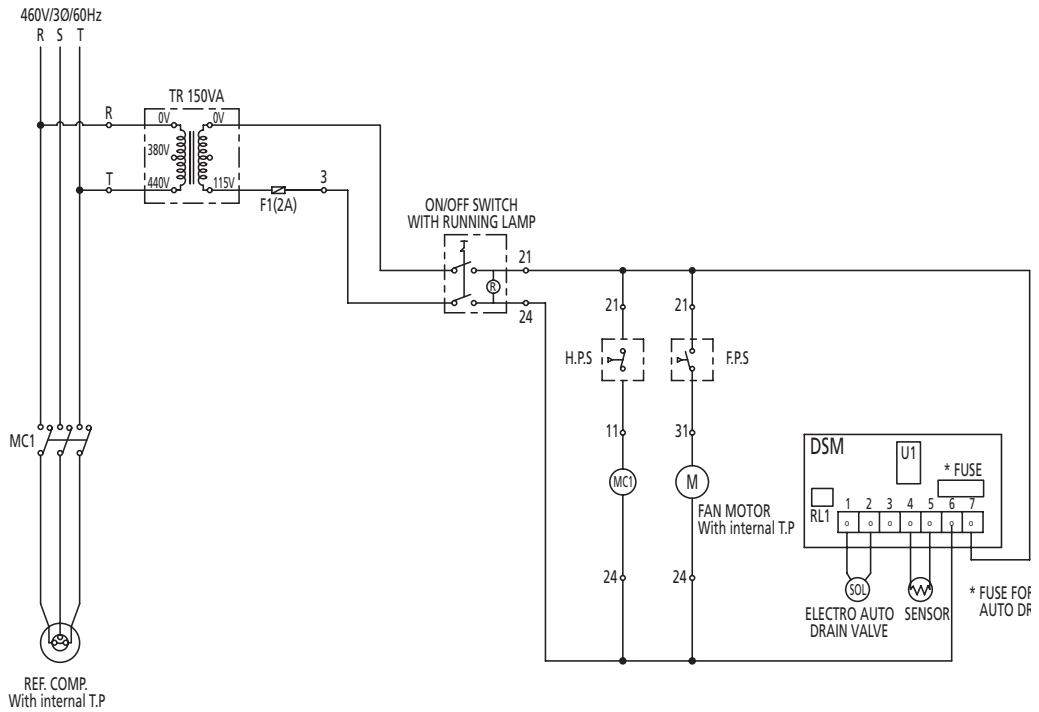 460V/3Ø/60Hz
R S T
TR 150VA
R
0V
0V
380V
440V
115V
T
F1(2A)
3
ON/OFF SWITCH
WITH RUNNING LAMP
R
21
24
21
21
H.P.S
F.P.S
11
31
MC1
MC1
M
FAN MOTOR
With internal T.P
24
24
DSM
U1
* FUSE
RL1
1 2 3 4 5 6 7
SOL
ELECTRO AUTO
DRAIN VALVE
SENSOR
* FUSE FOR
AUTO DR
REF. COMP.
With internal T.P